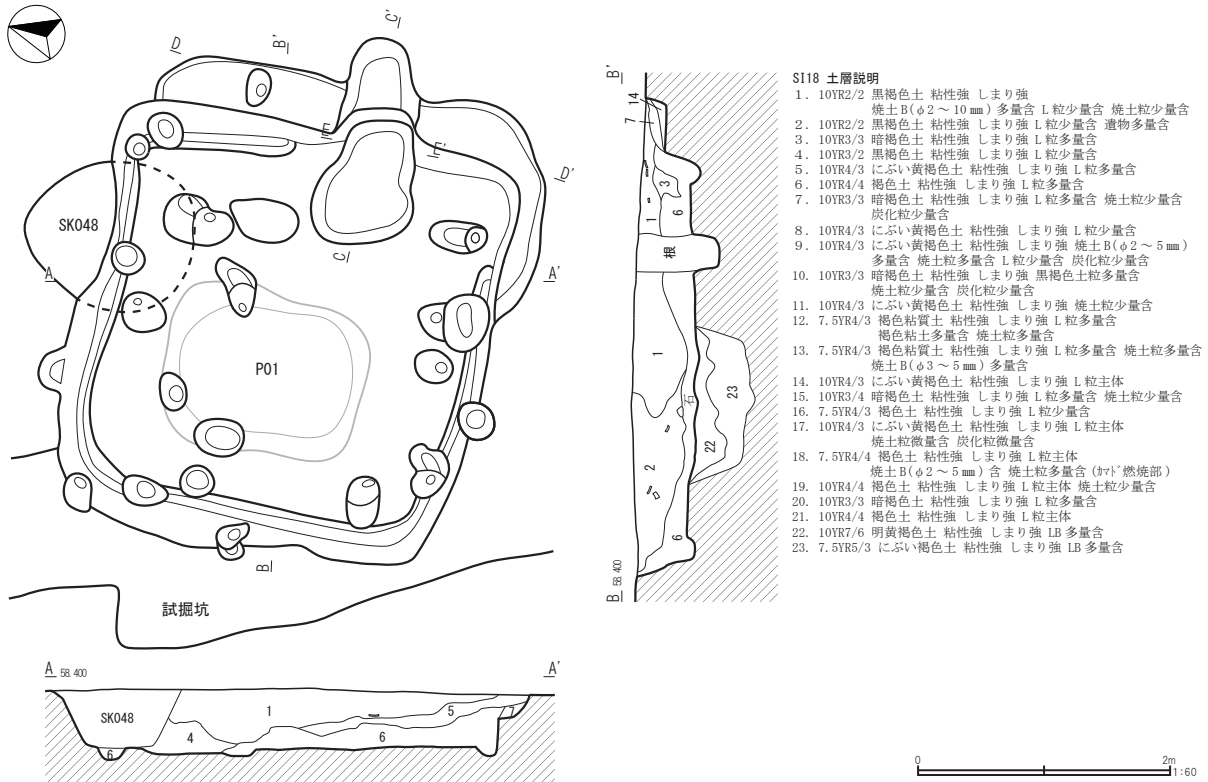 C'
D
B'
E
E'
D'
SK048
C
A
A'
P01
B
試掘坑
B'
14
7
3
1
6
根
1
石
23
22
2
6
B 58.400
SI18 土層説明
1. 10YR2/2 黒褐色土 粘性強 しまり強
焼土B(φ2～10㎜)多量含 L粒少量含 焼土粒少量含
2. 10YR2/2 黒褐色土 粘性強 しまり強 L粒少量含 遺物多量含
3. 10YR3/3 暗褐色土 粘性強 しまり強 L粒多量含
4. 10YR3/2 黒褐色土 粘性強 しまり強 L粒少量含
5. 10YR4/3 にぶい黄褐色土 粘性強 しまり強 L粒多量含
6. 10YR4/4 褐色土 粘性強 しまり強 L粒多量含
7. 10YR3/3 暗褐色土 粘性強 しまり強 L粒多量含 焼土粒少量含
炭化粒少量含
8. 10YR4/3 にぶい黄褐色土 粘性強 しまり強 L粒少量含
9. 10YR4/3 にぶい黄褐色土 粘性強 しまり強 焼土B(φ2～5㎜)
多量含 焼土粒多量含 L粒少量含 炭化粒少量含
10. 10YR3/3 暗褐色土 粘性強 しまり強 黒褐色土粒多量含
焼土粒少量含 炭化粒少量含
11. 10YR4/3 にぶい黄褐色土 粘性強 しまり強 焼土粒少量含
12. 7.5YR4/3 褐色粘質土 粘性強 しまり強 L粒多量含
褐色粘土多量含 焼土粒多量含
13. 7.5YR4/3 褐色粘質土 粘性強 しまり強 L粒多量含 焼土粒多量含
焼土B(φ3～5㎜)多量含
14. 10YR4/3 にぶい黄褐色土 粘性強 しまり強 L粒主体
15. 10YR3/4 暗褐色土 粘性強 しまり強 L粒多量含 焼土粒少量含
16. 7.5YR4/3 褐色土 粘性強 しまり強 L粒少量含
17. 10YR4/3 にぶい黄褐色土 粘性強 しまり強 L粒主体
焼土粒微量含 炭化粒微量含
18. 7.5YR4/4 褐色土 粘性強 しまり強 L粒主体
焼土B(φ2～5㎜)含 焼土粒多量含(ｶﾏﾄﾞ燃焼部)
19. 10YR4/4 褐色土 粘性強 しまり強 L粒主体 焼土粒少量含
20. 10YR3/3 暗褐色土 粘性強 しまり強 L粒多量含
21. 10YR4/4 褐色土 粘性強 しまり強 L粒主体
22. 10YR7/6 明黄褐色土 粘性強 しまり強 LB多量含
23. 7.5YR5/3 にぶい褐色土 粘性強 しまり強 LB多量含
A 58.400
A'
SK048
1
5
7
4
6
6
0
2m
1:60